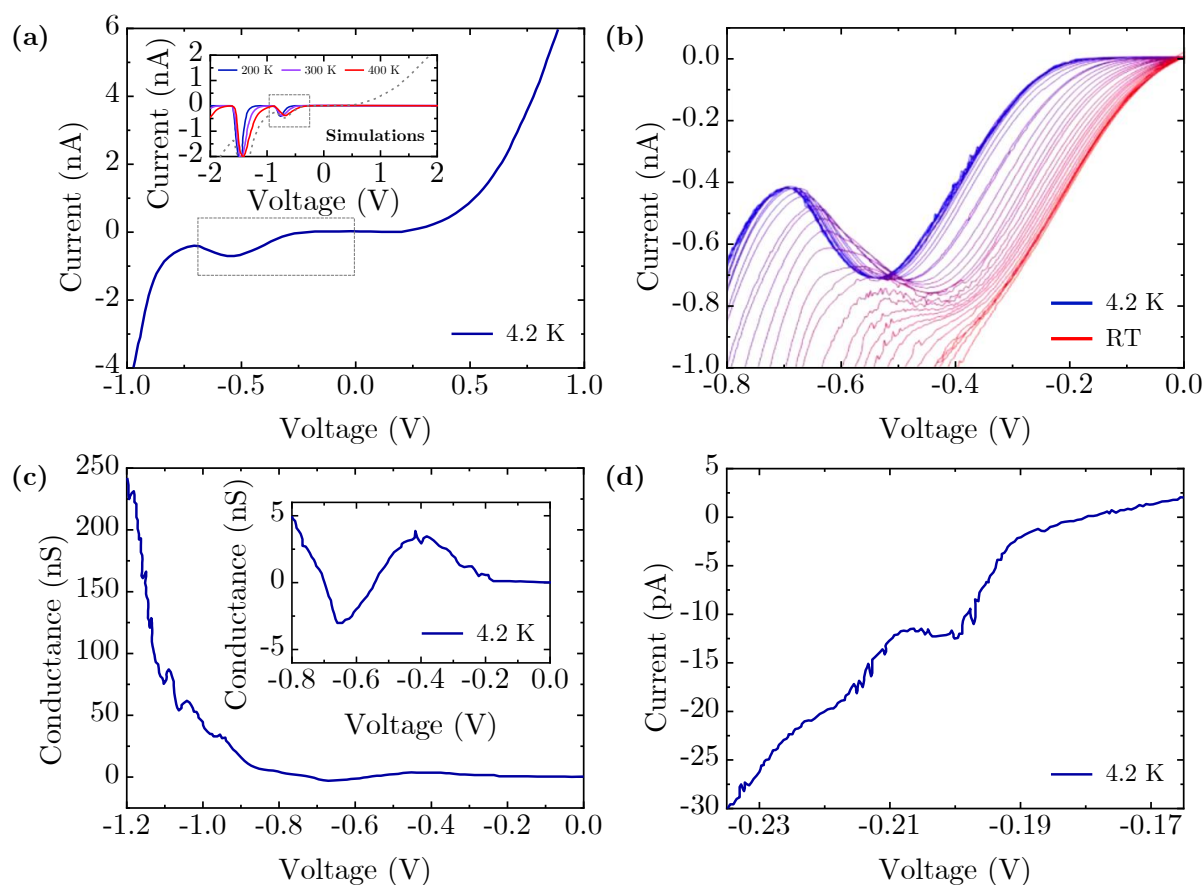 (a)
Current (nA)
6
4
2
0
-2
-4
-1.0 -0.5 0.0 0.5 1.0
Voltage (V)
4.2 K
Current (nA)
2
1
0
-1
-2
200 K 300 K 400 K
Simulations
-2 -1 0 1 2
Voltage (V)
(b)
Current (nA)
0.0
-0.2
-0.4
-0.6
-0.8
-1.0
4.2 K
RT
-0.8 -0.6 -0.4 -0.2 0.0
Voltage (V)
(c)
Conductance (nS)
250
200
150
100
50
0
-1.2 -1.0 -0.8 -0.6 -0.4 -0.2 0.0
Voltage (V)
Conductance (nS)
5
0
-5
4.2 K
-0.8 -0.6 -0.4 -0.2 0.0
Voltage (V)
(d)
Current (pA)
5
0
-5
-10
-15
-20
-25
-30
4.2 K
-0.23 -0.21 -0.19 -0.17
Voltage (V)